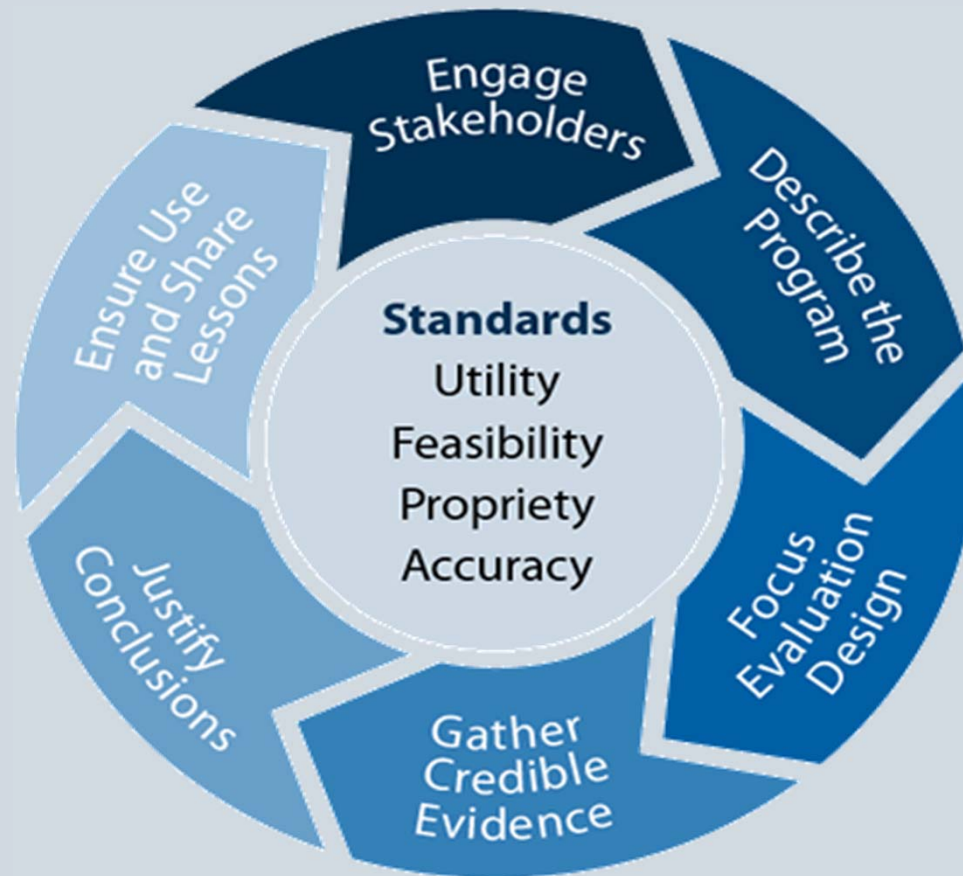 Engage
Stakeholders
Describe the
Program
Focus
Evaluation
Design
Gather
Credible
Evidence
Justify
Conclusions
Ensure Use
and Share
Lessons
Standards
Utility
Feasibility
Propriety
Accuracy